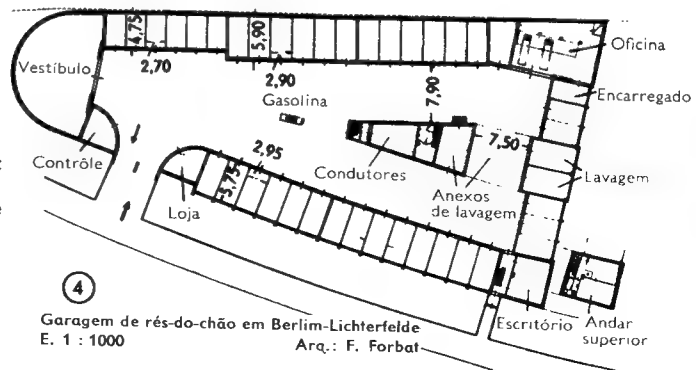 4,75
5,90
Oficina
Vestíbulo
2,70
2,90
7,90
Encarregado
Gasolina
7,50
Contrôle
2,95
Condutores
Lavagem
5,75
Anexos
de lavagem
Loja
4
Garagem de rés-do-chão em Berlim-Lichterfelde
E. 1 : 1000
Arq.: F. Forbat
Escritório
Andar
superior